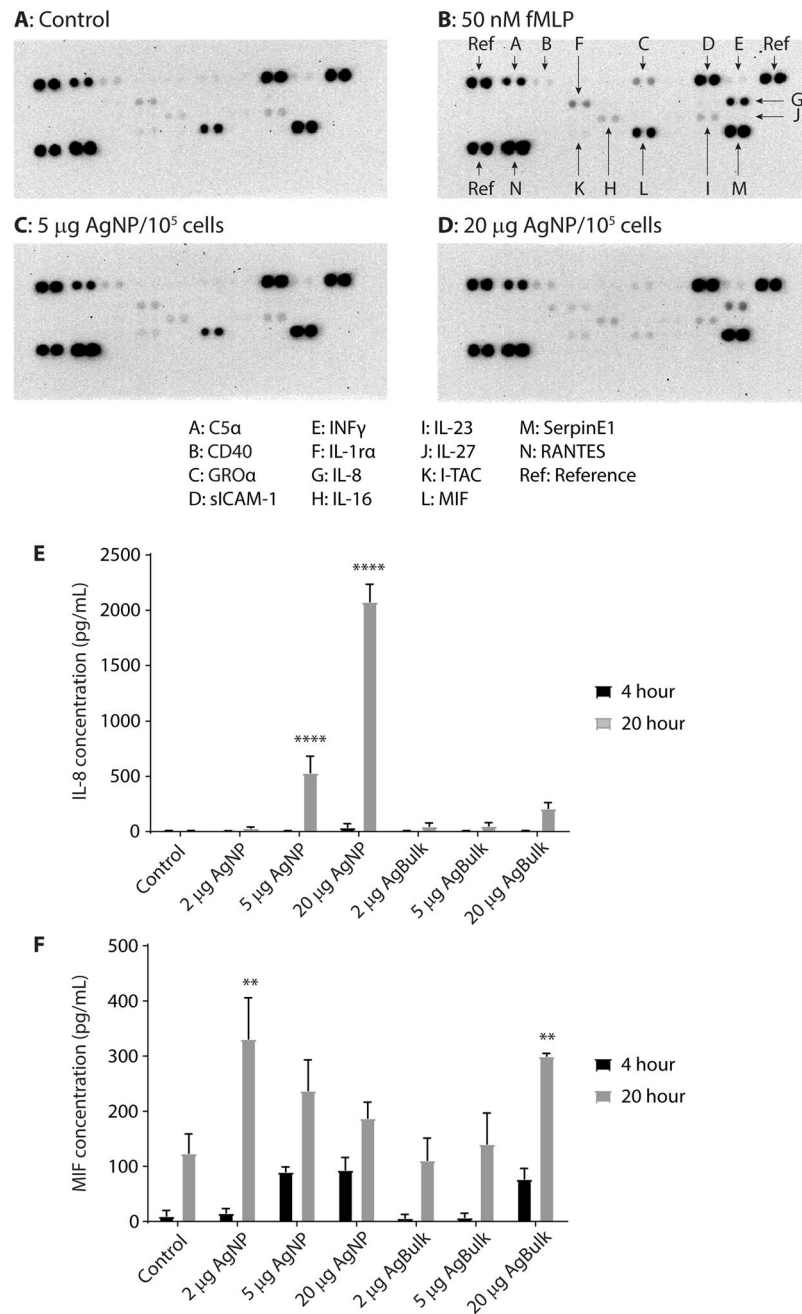 A: Control
B: 50 nM fMLP
Ref A B F C D E Ref
G
J
Ref N K H L I M
C: 5 μg AgNP/10⁵ cells
D: 20 μg AgNP/10⁵ cells
A: C5α E: INFγ I: IL-23 M: SerpinE1
B: CD40 F: IL-1rα J: IL-27 N: RANTES
C: GROα G: IL-8 K: I-TAC Ref: Reference
D: sICAM-1 H: IL-16 L: MIF
E
IL-8 concentration (pg/mL)
2500
2000
1000
1000
500
0
****
****
4 hour
20 hour
Control
2 μg AgNP
5 μg AgNP
20 μg AgNP
2 μg AgBulk
5 μg AgBulk
20 μg AgBulk
F
MIF concentration (pg/mL)
500
400
300
200
100
0
**
**
4 hour
20 hour
Control
2 μg AgNP
5 μg AgNP
20 μg AgNP
2 μg AgBulk
5 μg AgBulk
20 μg AgBulk